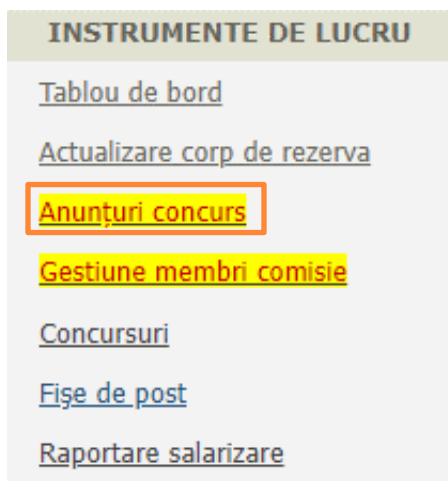 INSTRUMENTE DE LUCRU
Tablou de bord
Actualizare corp de rezerva
Anunțuri concurs
Gestiune membri comisie
Concursuri
Fişe de post
Raportare salarizare